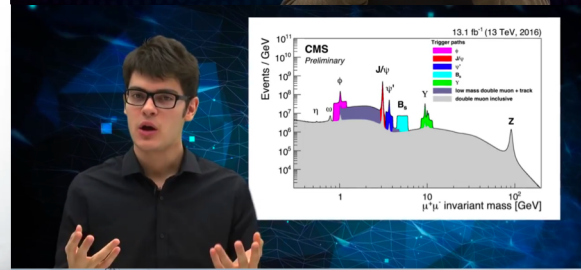 13.1 fb⁻¹ (13 TeV, 2016)
CMS
Preliminary
Trigger paths
ϕ
J/ψ
ψ'
Bₛ
Υ
low mass double muon + track
double muon inclusive
Events / GeV
10¹¹
10¹⁰
10⁹
10⁸
10⁷
10⁶
10⁵
10⁴
η
ω
ϕ
J/ψ
ψ'
Bₛ
Υ
Z
1
10
10²
μ⁺μ⁻ invariant mass [GeV]